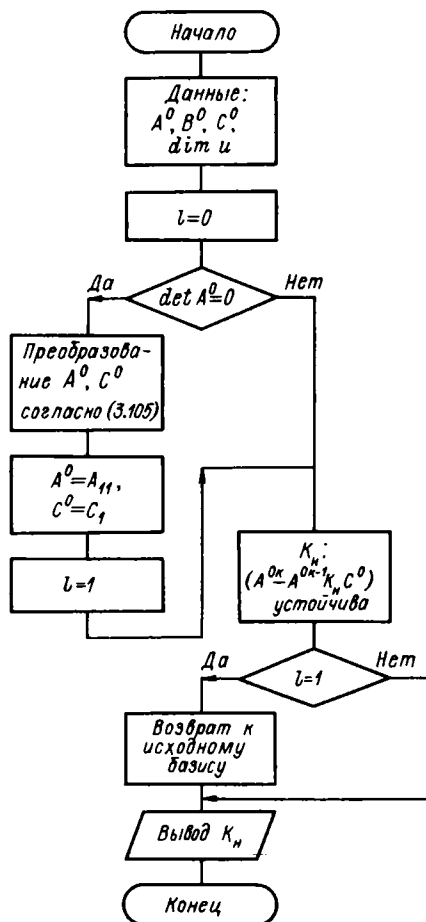 Начало
Данные:
A⁰, B⁰, C⁰,
dim u
l=0
Да
Нет
det A⁰=0
Преобразова-
ние A⁰, C⁰
согласно (3.105)
A⁰=A₁₁,
C⁰=C₁
l=1
Kн:
(A⁰ᵏ-A⁰ᵏ⁻¹KнC⁰)
устойчива
Да
Нет
l=1
Возврат к
исходному
базису
Вывод Kн
Конец